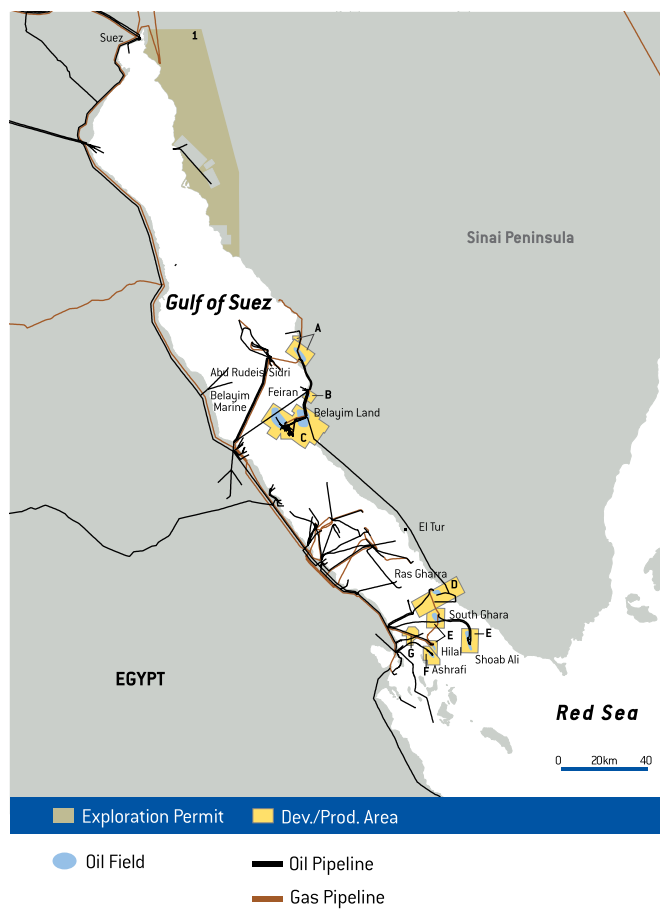 Suez
1
Sinai Peninsula
Gulf of Suez
A
Abu Rudeis/Sidri
Feiran
B
Belayim
Marine
Belayim Land
C
El Tur
Ras Gharra
D
South Ghara
E
E
G
Hilal
Shoab Ali
F
Ashrafi
EGYPT
Red Sea
0 20km 40
Exploration Permit
Dev./Prod. Area
Oil Field
Oil Pipeline
Gas Pipeline